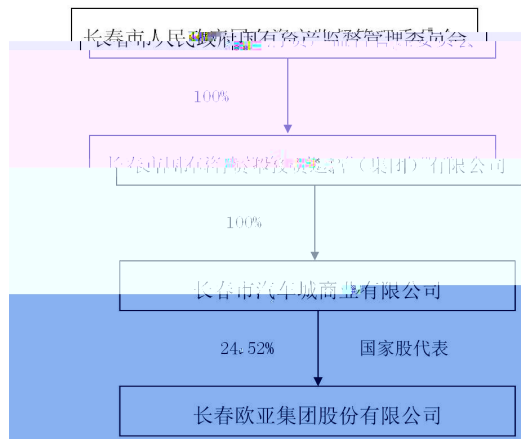 长春市人民政府国有资产监督管理委员会
100%
长春市国有资本投资运营（集团）有限公司
100%
长春市汽车城商业有限公司
24.52% 国家股代表
长春欧亚集团股份有限公司